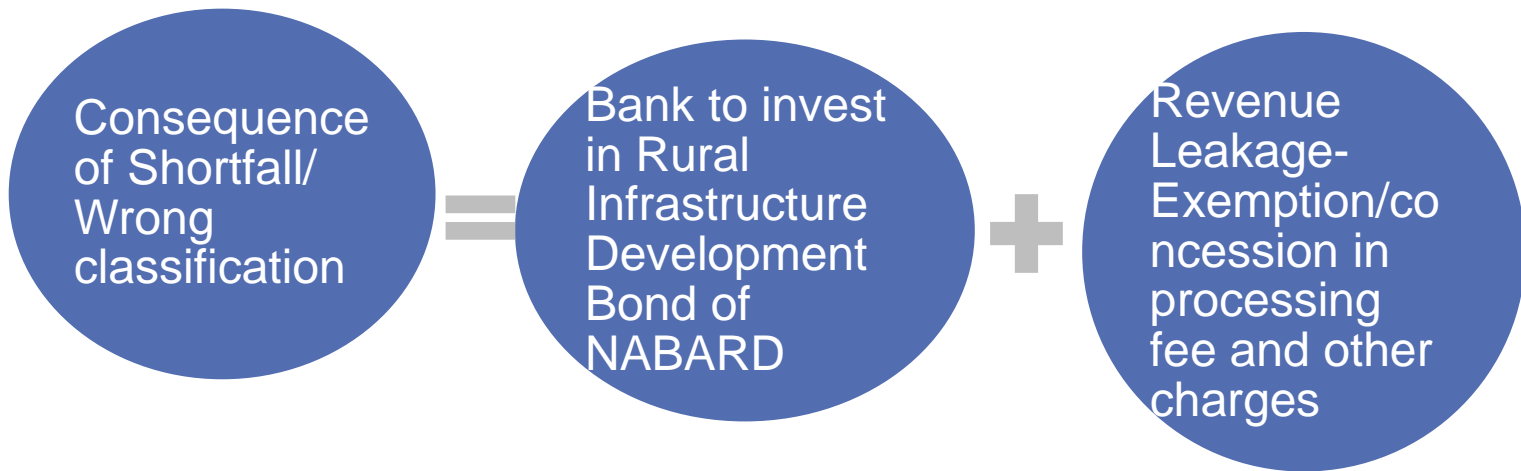 Consequence
of Shortfall/
Wrong
classification
Bank to invest
in Rural
Infrastructure
Development
Bond of
NABARD
Revenue
Leakage-
Exemption/co
ncession in
processing
fee and other
charges